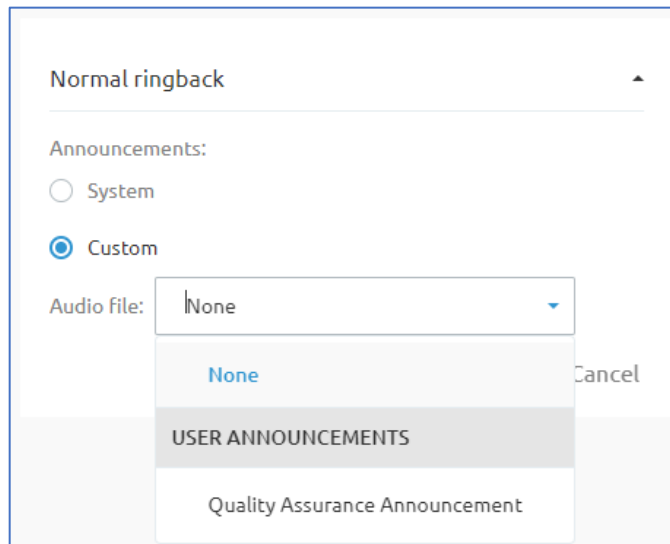 Normal ringback
Announcements:
System
Custom
Audio file: None
None
Cancel
USER ANNOUNCEMENTS
Quality Assurance Announcement